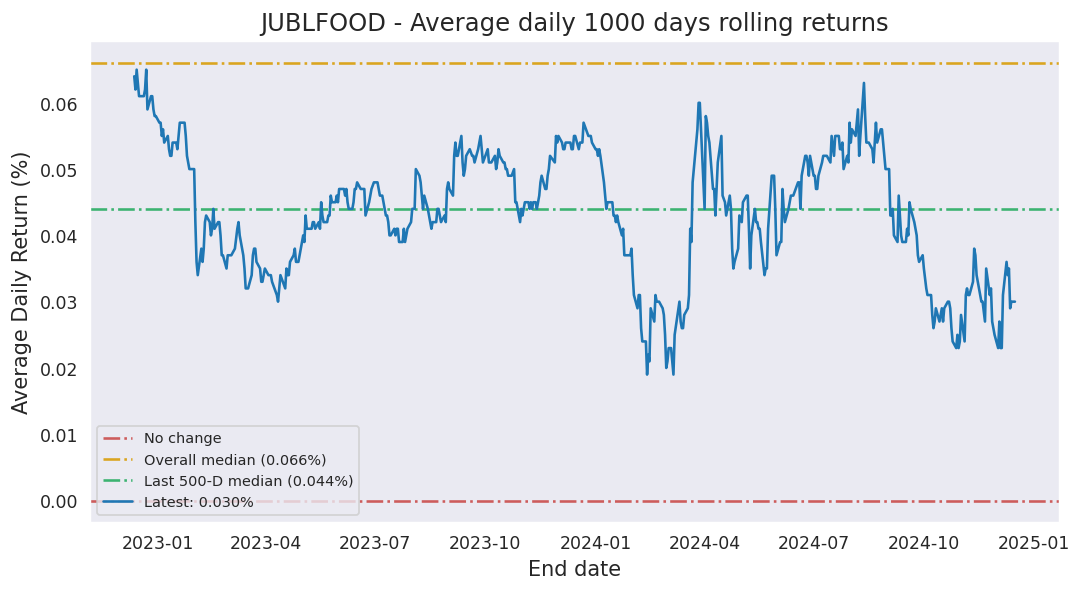 JUBLFOOD - Average daily 1000 days rolling returns
Average Daily Return (%)
0.06
0.05
0.04
0.03
0.02
0.01
0.00
No change
Overall median (0.066%)
Last 500-D median (0.044%)
Latest: 0.030%
2023-01 2023-04 2023-07 2023-10 2024-01 2024-04 2024-07 2024-10 2025-01
End date